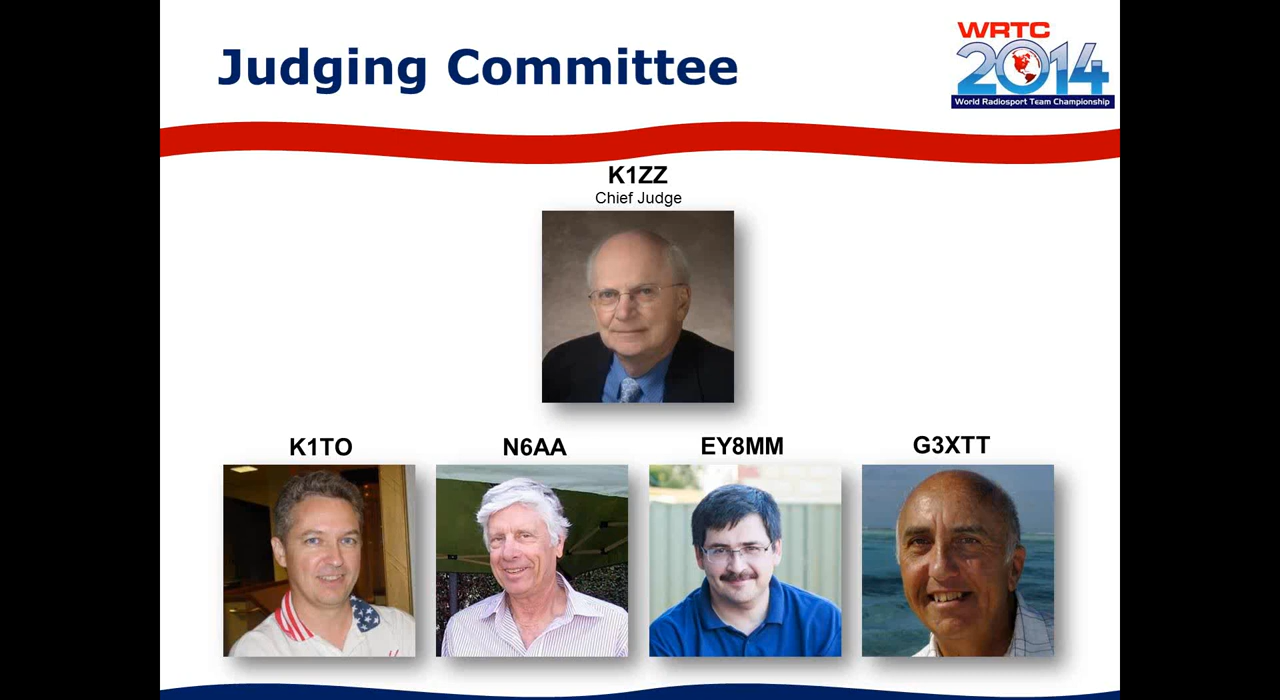 Judging Committee
WRTC
2014
World Radiosport Team Championship
K1ZZ
Chief Judge
K1TO
N6AA
EY8MM
G3XTT